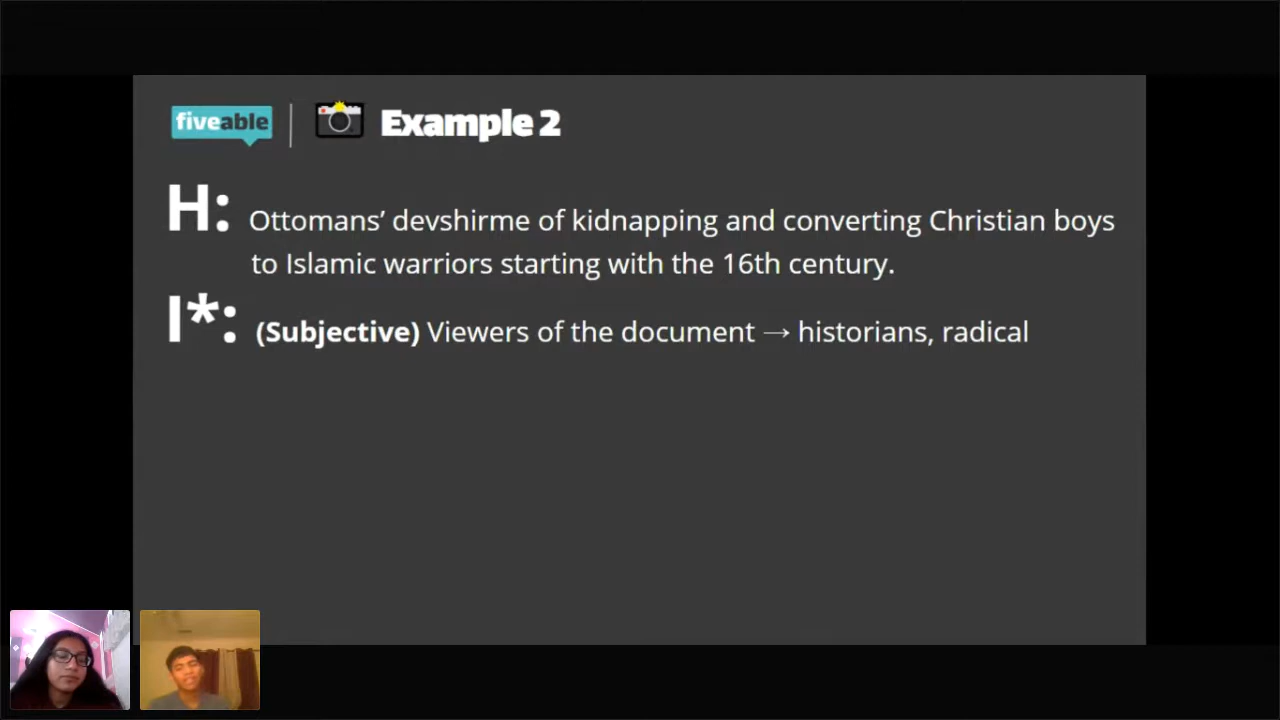 fiveable
Example 2
H: Ottomans’ devshirme of kidnapping and converting Christian boys
to Islamic warriors starting with the 16th century.
I*: (Subjective) Viewers of the document → historians, radical